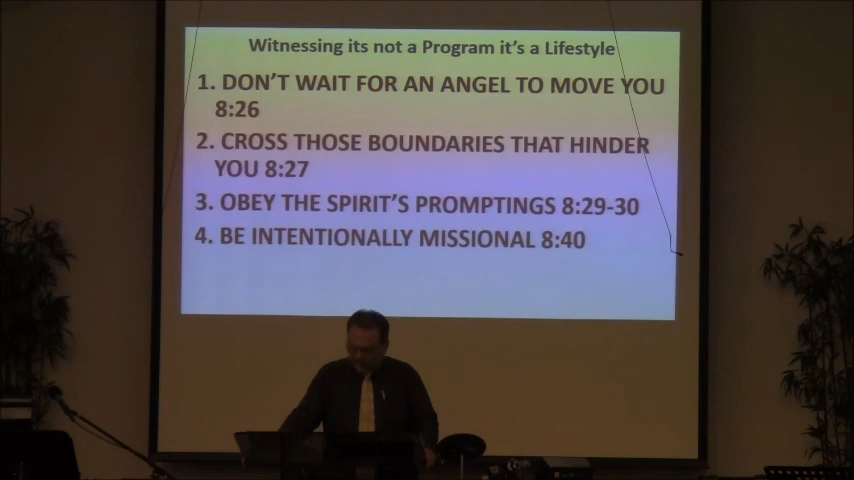 Witnessing its not a Program it's a Lifestyle
1. DON'T WAIT FOR AN ANGEL TO MOVE YOU
8:26
2. CROSS THOSE BOUNDARIES THAT HINDER
YOU 8:27
3. OBEY THE SPIRIT'S PROMPTINGS 8:29-30
4. BE INTENTIONALLY MISSIONAL 8:40